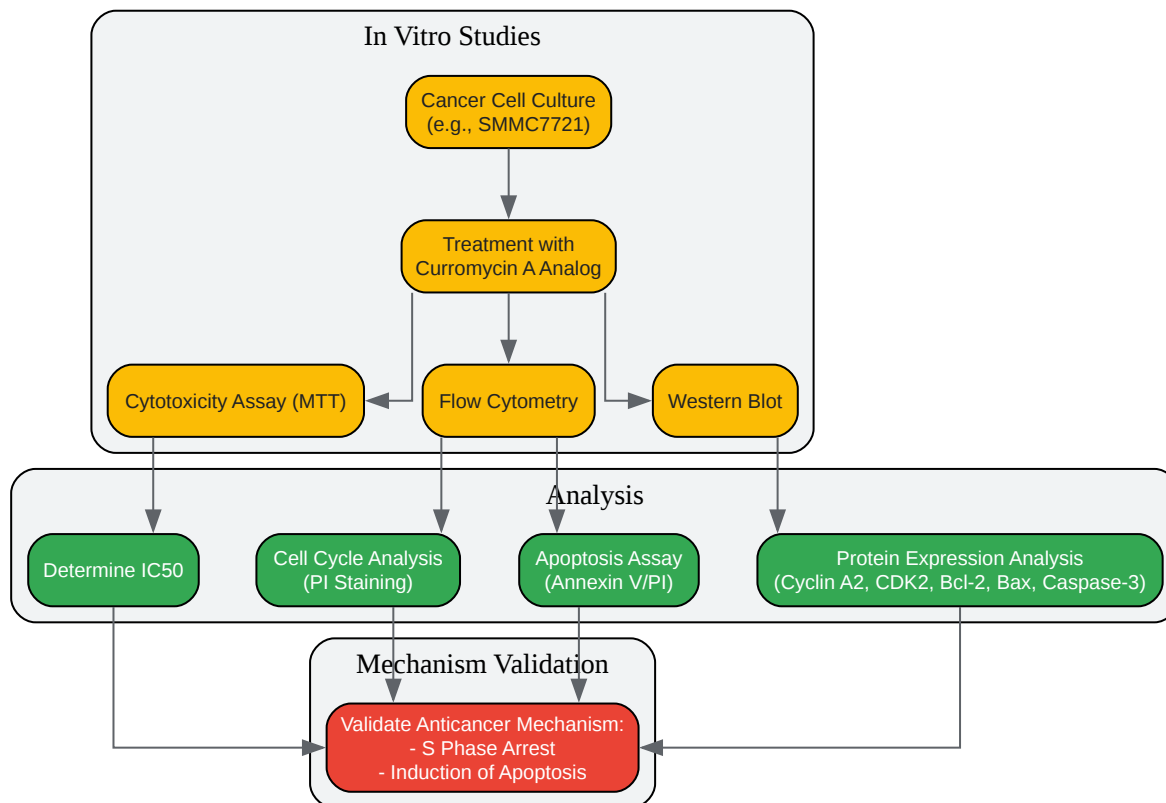 In Vitro Studies
Cancer Cell Culture
(e.g., SMMC7721)
Treatment with
Curromycin A Analog
Cytotoxicity Assay (MTT)
Flow Cytometry
Western Blot
Analysis
Determine IC50
Cell Cycle Analysis
(PI Staining)
Apoptosis Assay
(Annexin V/PI)
Protein Expression Analysis
(Cyclin A2, CDK2, Bcl-2, Bax, Caspase-3)
Mechanism Validation
Validate Anticancer Mechanism:
- S Phase Arrest
- Induction of Apoptosis